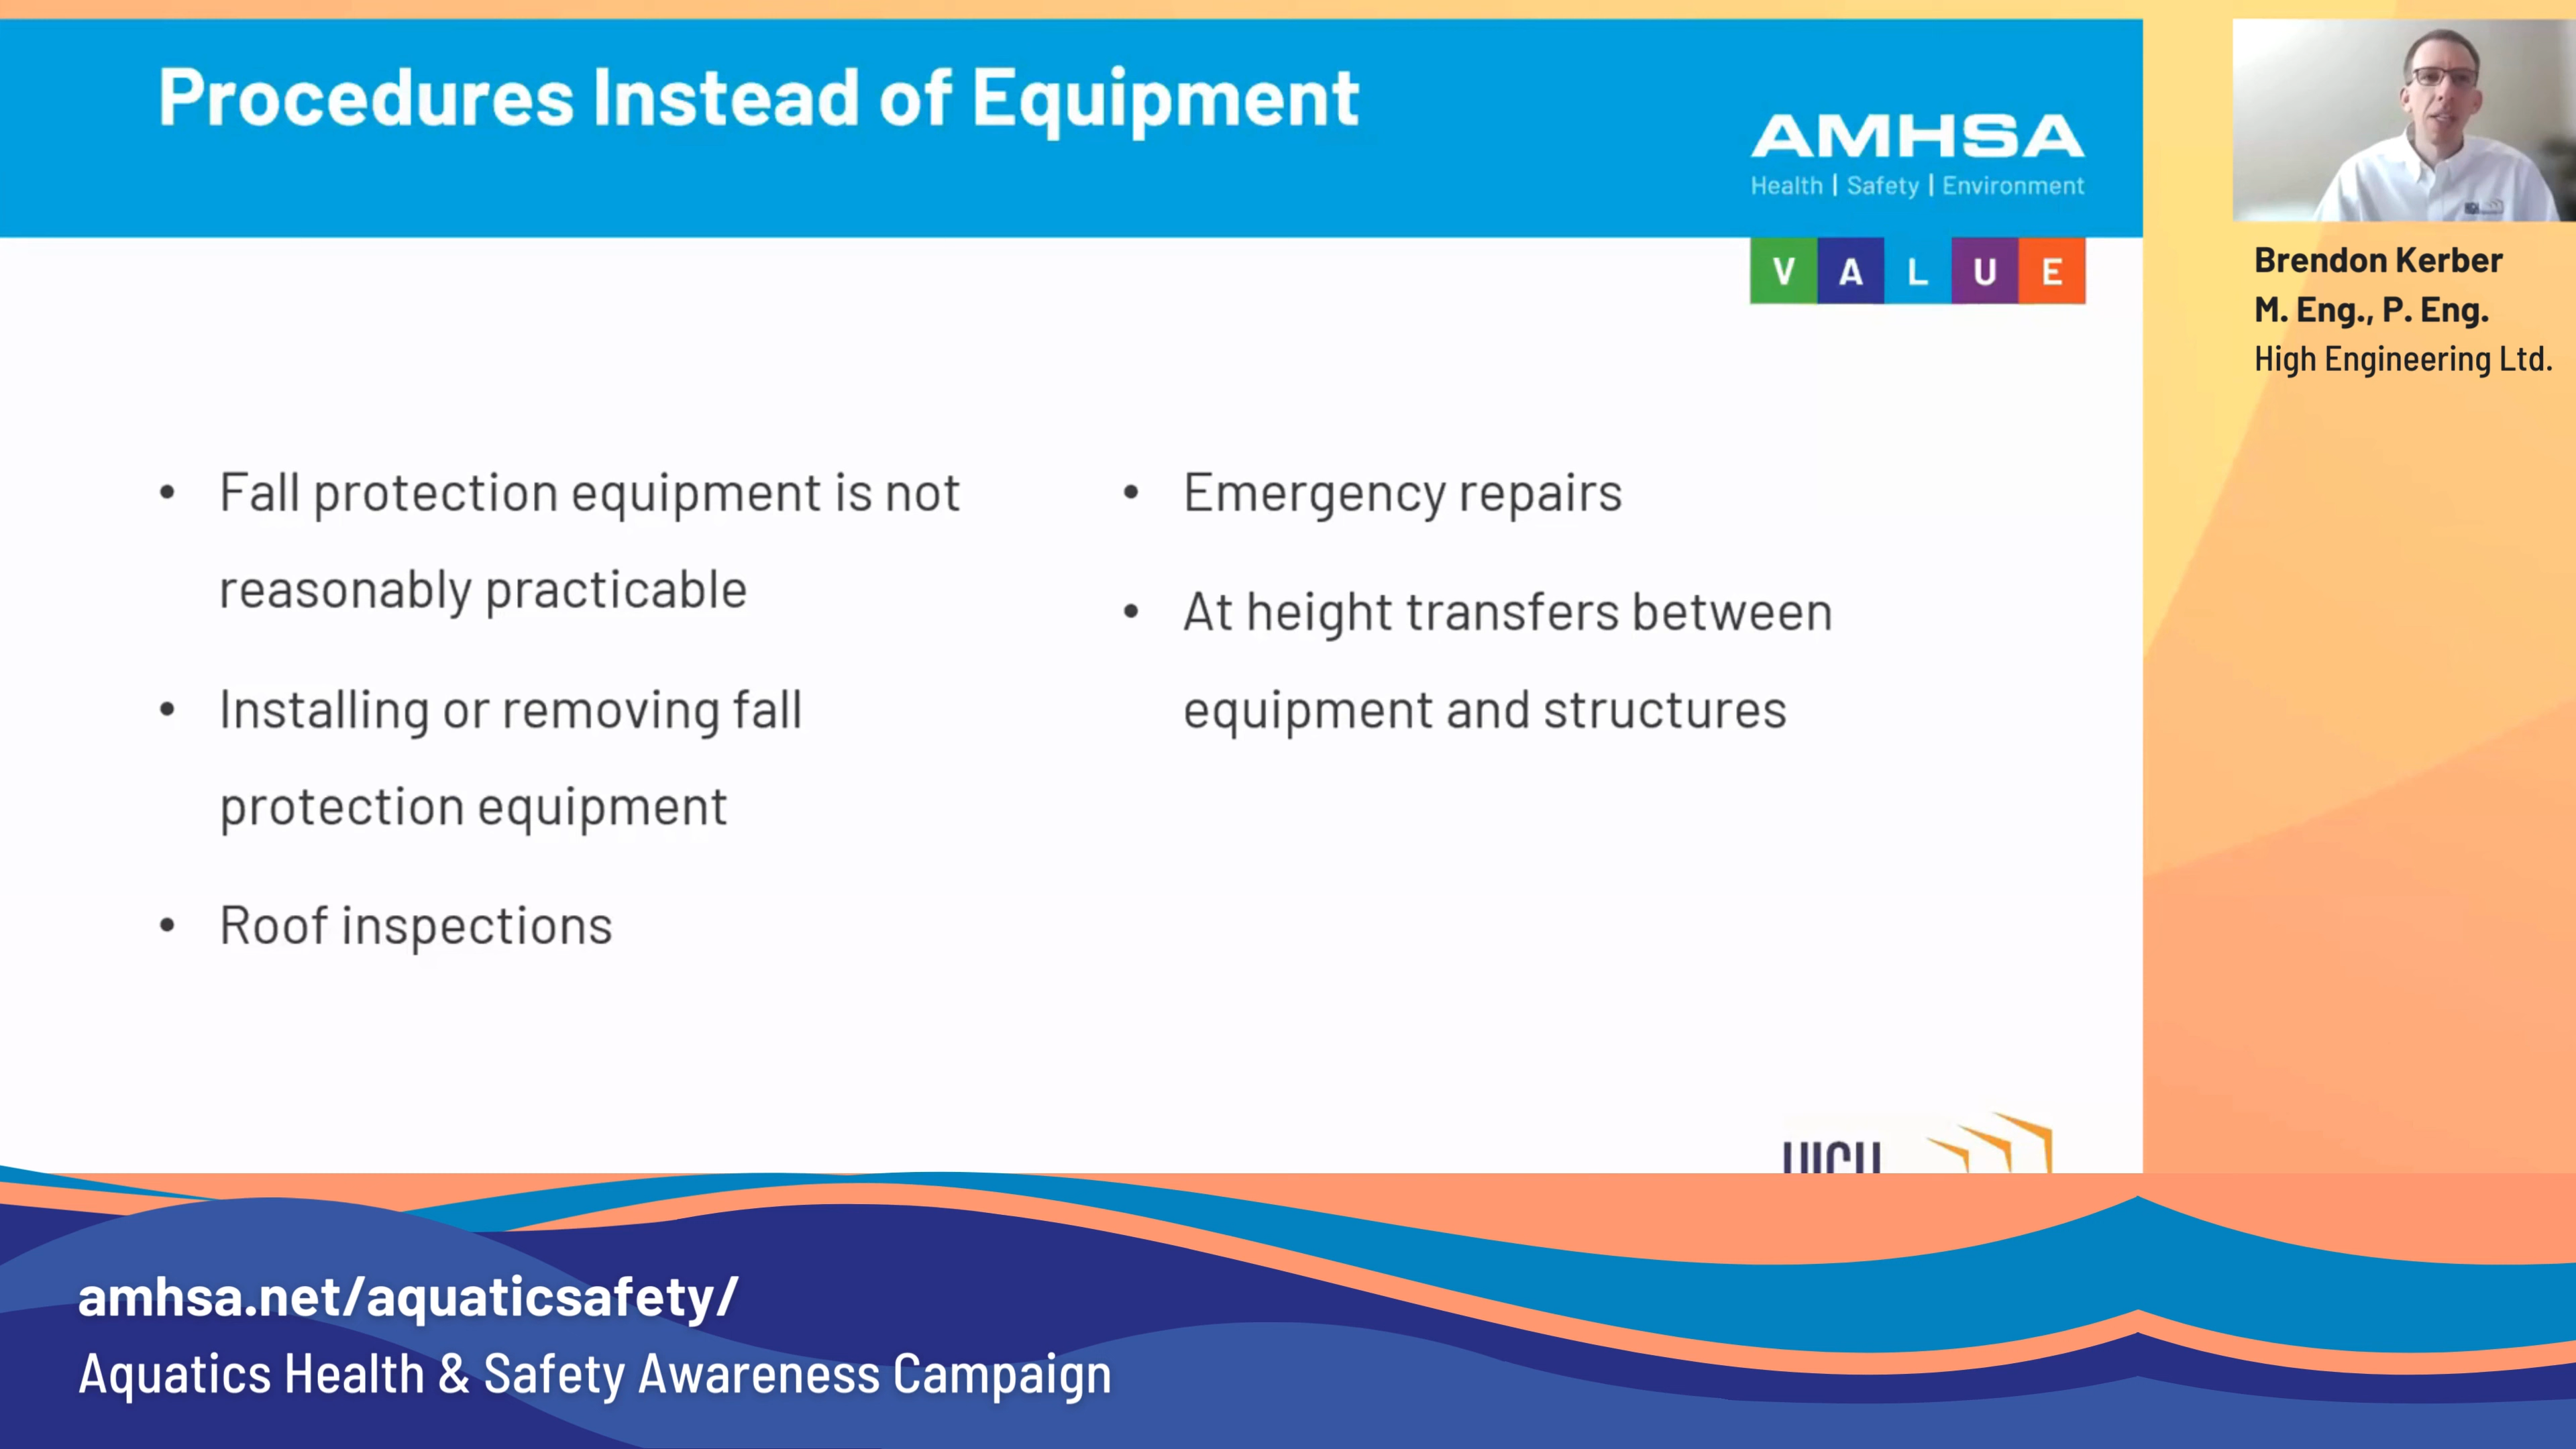 Procedures Instead of Equipment
AMHSA
Health | Safety | Environment
V A L U E
• Fall protection equipment is not
reasonably practicable
• Installing or removing fall
protection equipment
• Roof inspections
• Emergency repairs
• At height transfers between
equipment and structures
Brendon Kerber
M. Eng., P. Eng.
High Engineering Ltd.
amhsa.net/aquaticsafety/
Aquatics Health & Safety Awareness Campaign